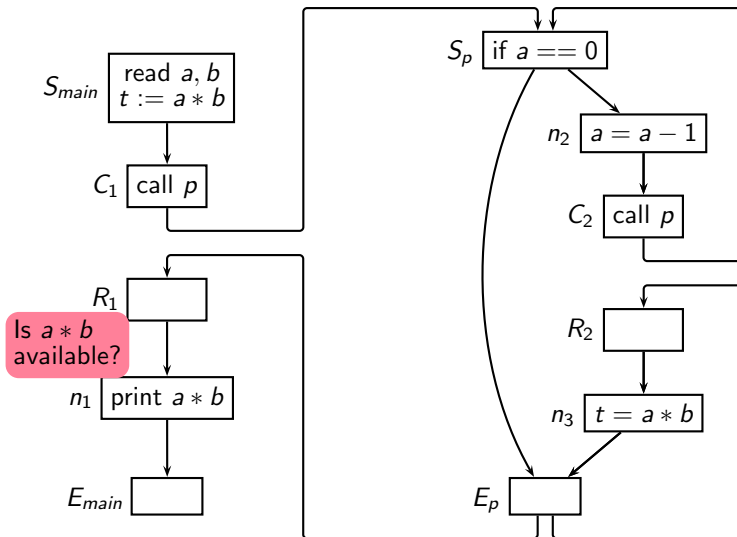 S_main
read a, b
t := a ∗ b
C_1
call p
R_1
Is a ∗ b
available?
n_1
print a ∗ b
E_main
S_p
if a == 0
n_2
a = a − 1
C_2
call p
R_2
n_3
t = a ∗ b
E_p